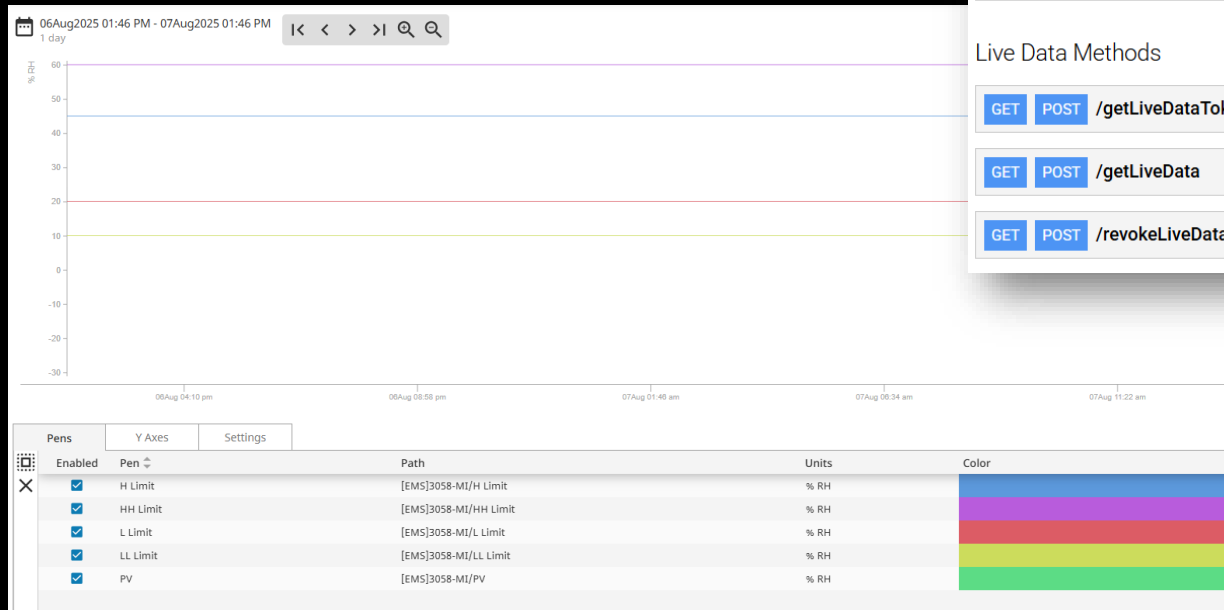 06Aug2025 01:46 PM - 07Aug2025 01:46 PM
1 day
% RH
60
50
40
30
20
10
0
-10
-20
-30
06Aug 04:10 pm
06Aug 08:58 pm
07Aug 01:46 am
07Aug 06:34 am
07Aug 11:22 am
Live Data Methods
GET POST /getLiveDataTok
GET POST /getLiveData
GET POST /revokeLiveData
Pens Y Axes Settings
Enabled Pen Path Units Color
H Limit [EMS]3058-MI/H Limit % RH
HH Limit [EMS]3058-MI/HH Limit % RH
L Limit [EMS]3058-MI/L Limit % RH
LL Limit [EMS]3058-MI/LL Limit % RH
PV [EMS]3058-MI/PV % RH